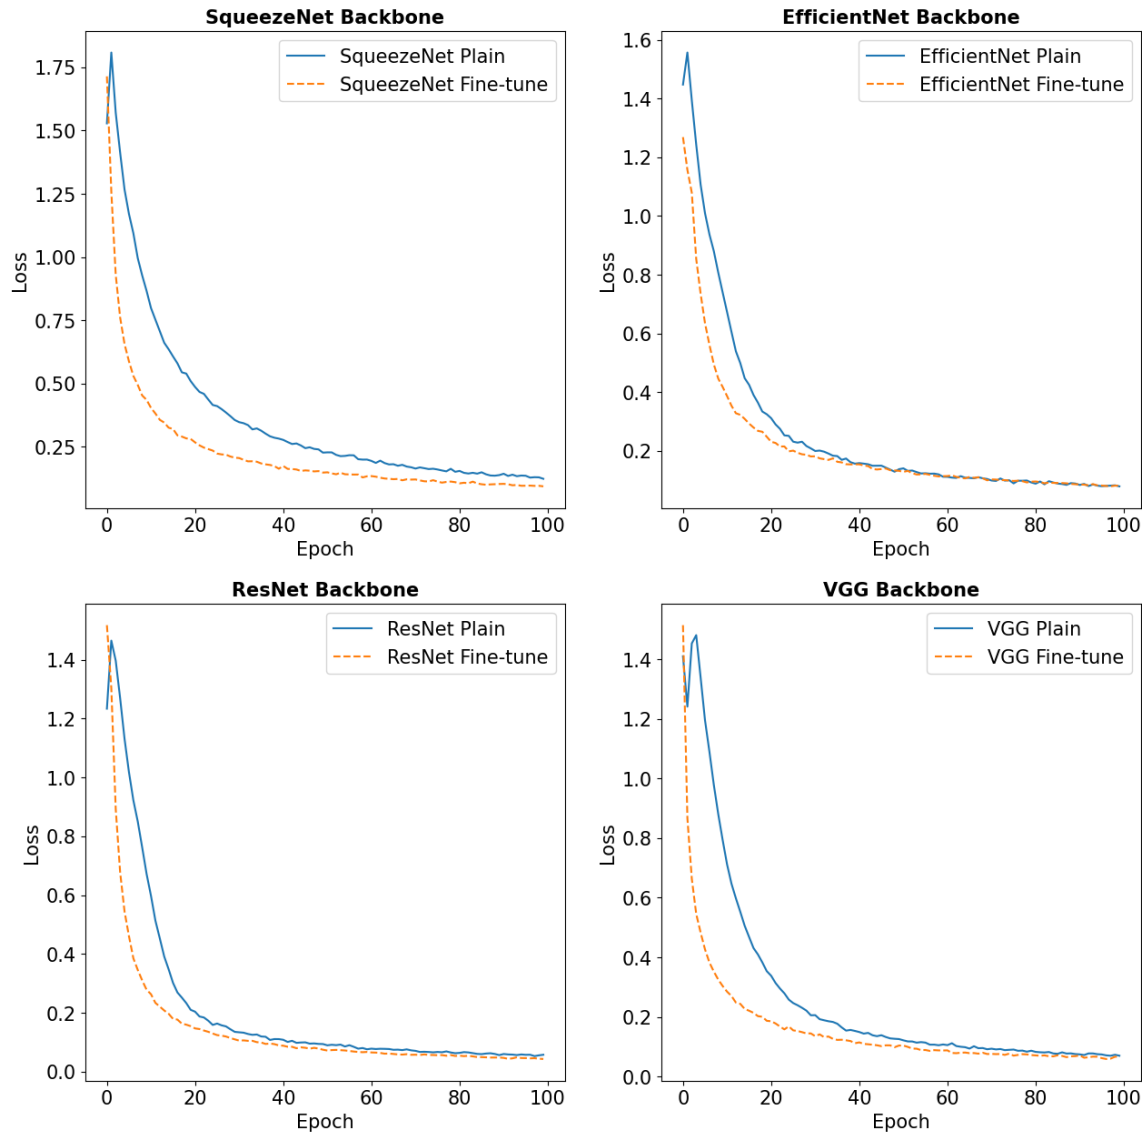 SqueezeNet Backbone
SqueezeNet Plain
SqueezeNet Fine-tune
1.75
1.50
1.25
1.00
0.75
0.50
0.25
Loss
0 20 40 60 80 100
Epoch
EfficientNet Backbone
EfficientNet Plain
EfficientNet Fine-tune
1.6
1.4
1.2
1.0
0.8
0.6
0.4
0.2
Loss
0 20 40 60 80 100
Epoch
ResNet Backbone
ResNet Plain
ResNet Fine-tune
1.4
1.2
1.0
0.8
0.6
0.4
0.2
0.0
Loss
0 20 40 60 80 100
Epoch
VGG Backbone
VGG Plain
VGG Fine-tune
1.4
1.2
1.0
0.8
0.6
0.4
0.2
0.0
Loss
0 20 40 60 80 100
Epoch